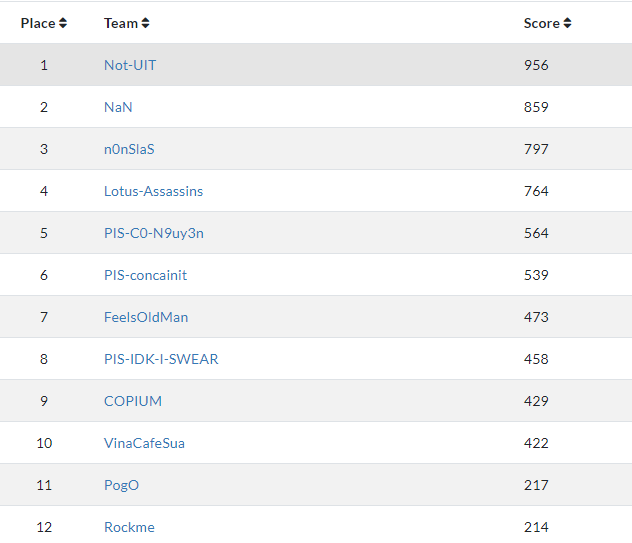 Place Team Score
1 Not-UIT 956
2 NaN 859
3 n0nSlaS 797
4 Lotus-Assassins 764
5 PIS-C0-N9uy3n 564
6 PIS-concainit 539
7 FeelsOldMan 473
8 PIS-IDK-I-SWEAR 458
9 COPIUM 429
10 VinaCafeSua 422
11 PogO 217
12 Rockme 214